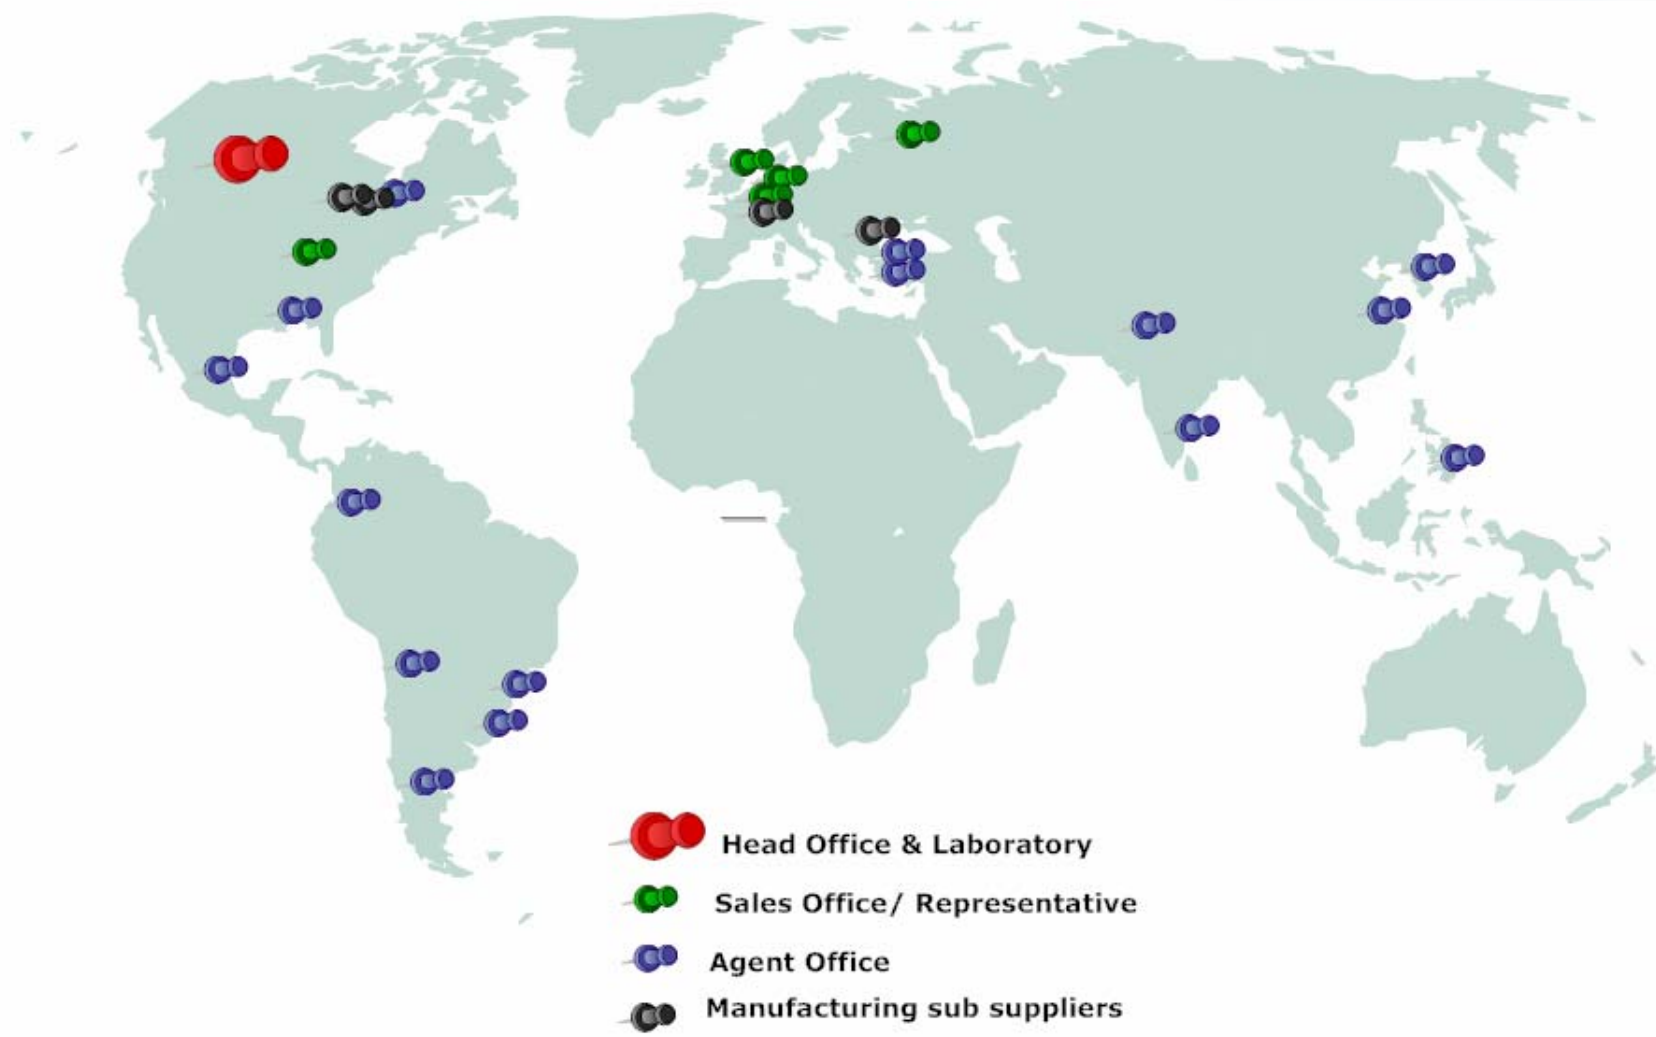 Head Office & Laboratory
Sales Office/ Representative
Agent Office
Manufacturing sub suppliers